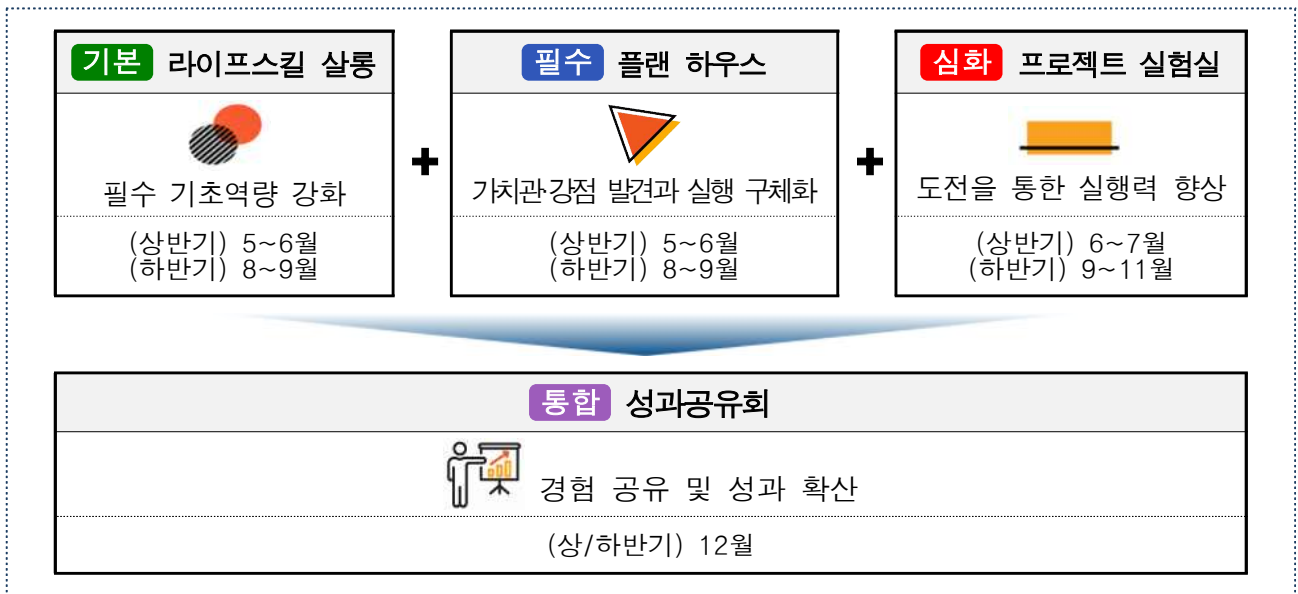 기본 라이프스킬 살롱
필수 기초역량 강화
(상반기) 5~6월
(하반기) 8~9월
+
필수 플랜 하우스
가치관·강점 발견과 실행 구체화
(상반기) 5~6월
(하반기) 8~9월
+
심화 프로젝트 실험실
도전을 통한 실행력 향상
(상반기) 6~7월
(하반기) 9~11월
통합 성과공유회
경험 공유 및 성과 확산
(상/하반기) 12월